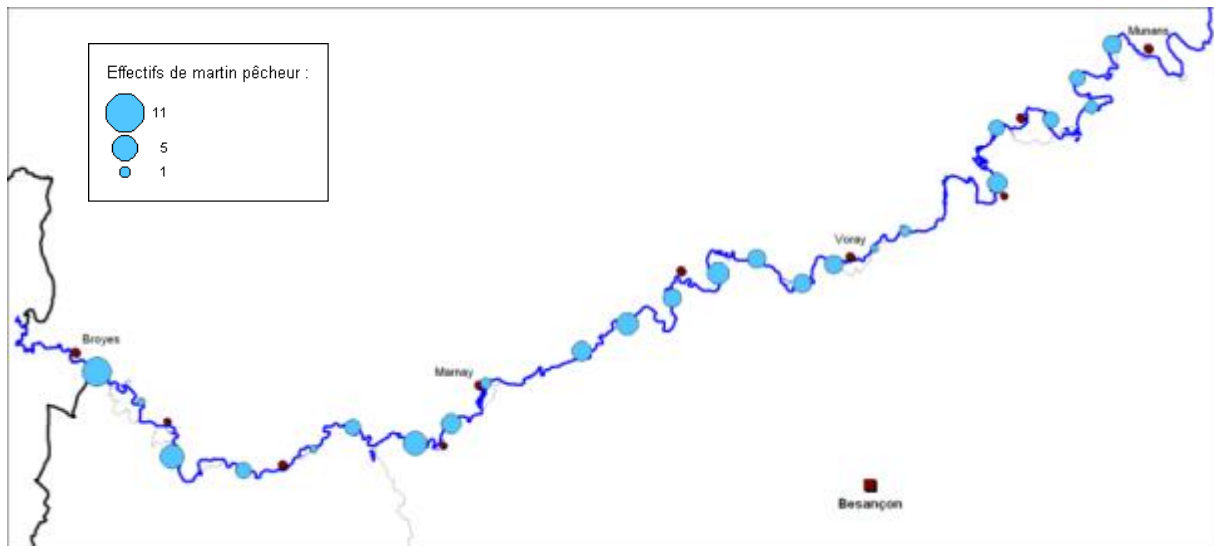 Effectifs de martin pêcheur :
11
5
1
Munans
Voray
Broyes
Marnay
Besançon